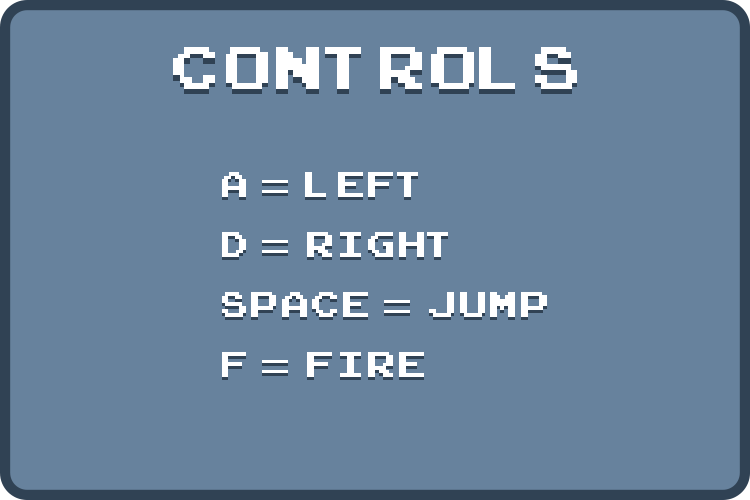 CONTROLS
A = LEFT
D = RIGHT
SPACE = JUMP
F = FIRE